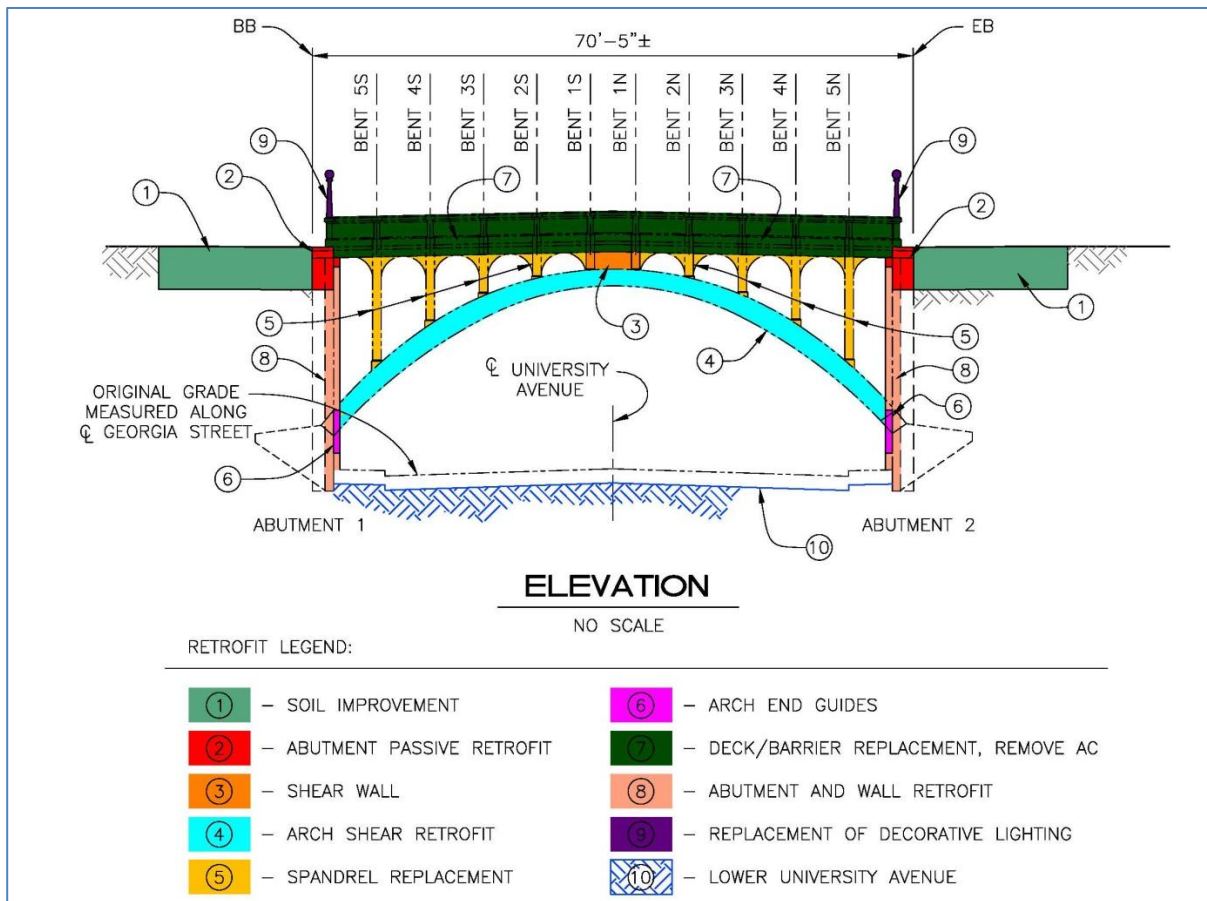 BB
EB
70'-5"±
BENT 5S
BENT 4S
BENT 3S
BENT 2S
BENT 1S
BENT 1N
BENT 2N
BENT 3N
BENT 4N
BENT 5N
9
9
1
2
7
7
2
5
3
5
1
4
8
8
℄ UNIVERSITY
AVENUE
ORIGINAL GRADE
MEASURED ALONG
℄ GEORGIA STREET
6
6
ABUTMENT 1
ABUTMENT 2
10
ELEVATION
NO SCALE
RETROFIT LEGEND:
1 – SOIL IMPROVEMENT
2 – ABUTMENT PASSIVE RETROFIT
3 – SHEAR WALL
4 – ARCH SHEAR RETROFIT
5 – SPANDREL REPLACEMENT
6 – ARCH END GUIDES
7 – DECK/BARRIER REPLACEMENT, REMOVE AC
8 – ABUTMENT AND WALL RETROFIT
9 – REPLACEMENT OF DECORATIVE LIGHTING
10 – LOWER UNIVERSITY AVENUE